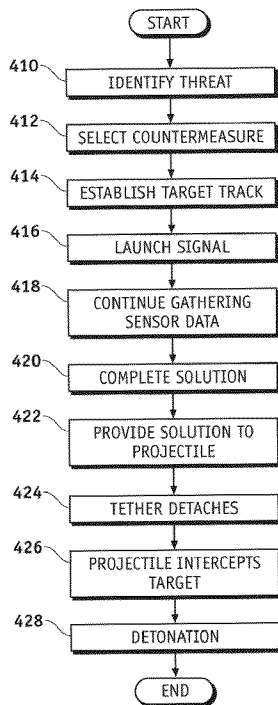 START
410
IDENTIFY THREAT
412
SELECT COUNTERMEASURE
414
ESTABLISH TARGET TRACK
416
LAUNCH SIGNAL
418
CONTINUE GATHERING
SENSOR DATA
420
COMPLETE SOLUTION
422
PROVIDE SOLUTION TO
PROJECTILE
424
TETHER DETACHES
426
PROJECTILE INTERCEPTS
TARGET
428
DETONATION
END